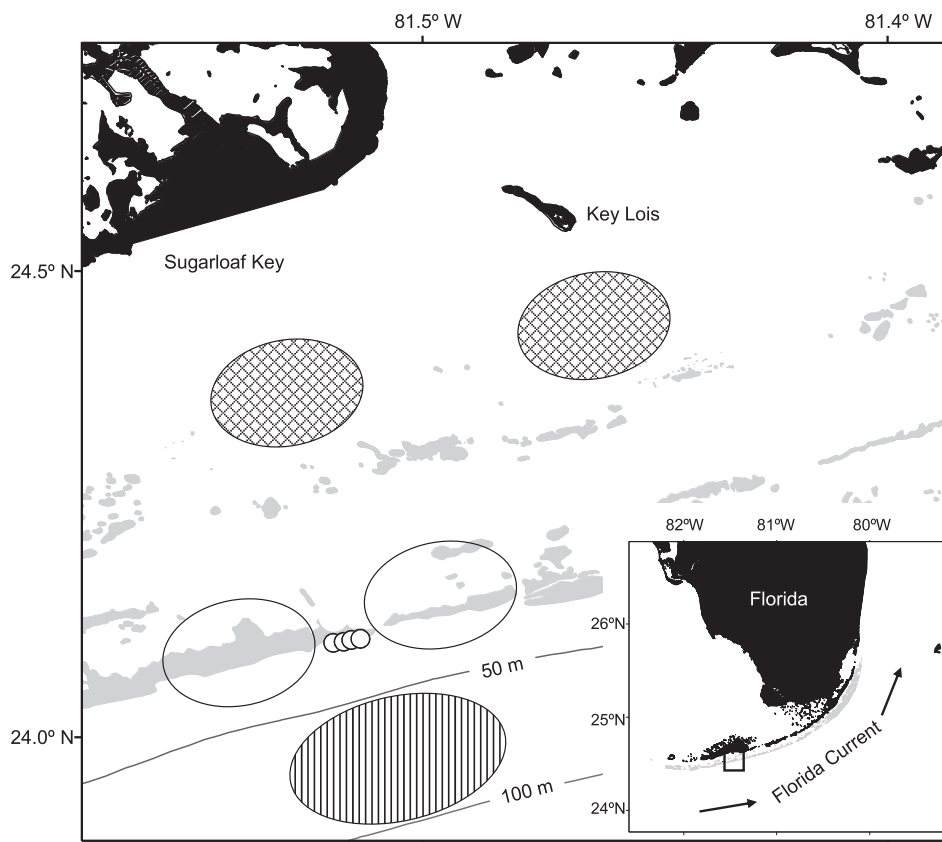 81.5º W
81.4º W
24.5º N
Key Lois
Sugarloaf Key
24.0º N
50 m
100 m
82ºW
81ºW
80ºW
26ºN
25ºN
24ºN
Florida
Florida Current